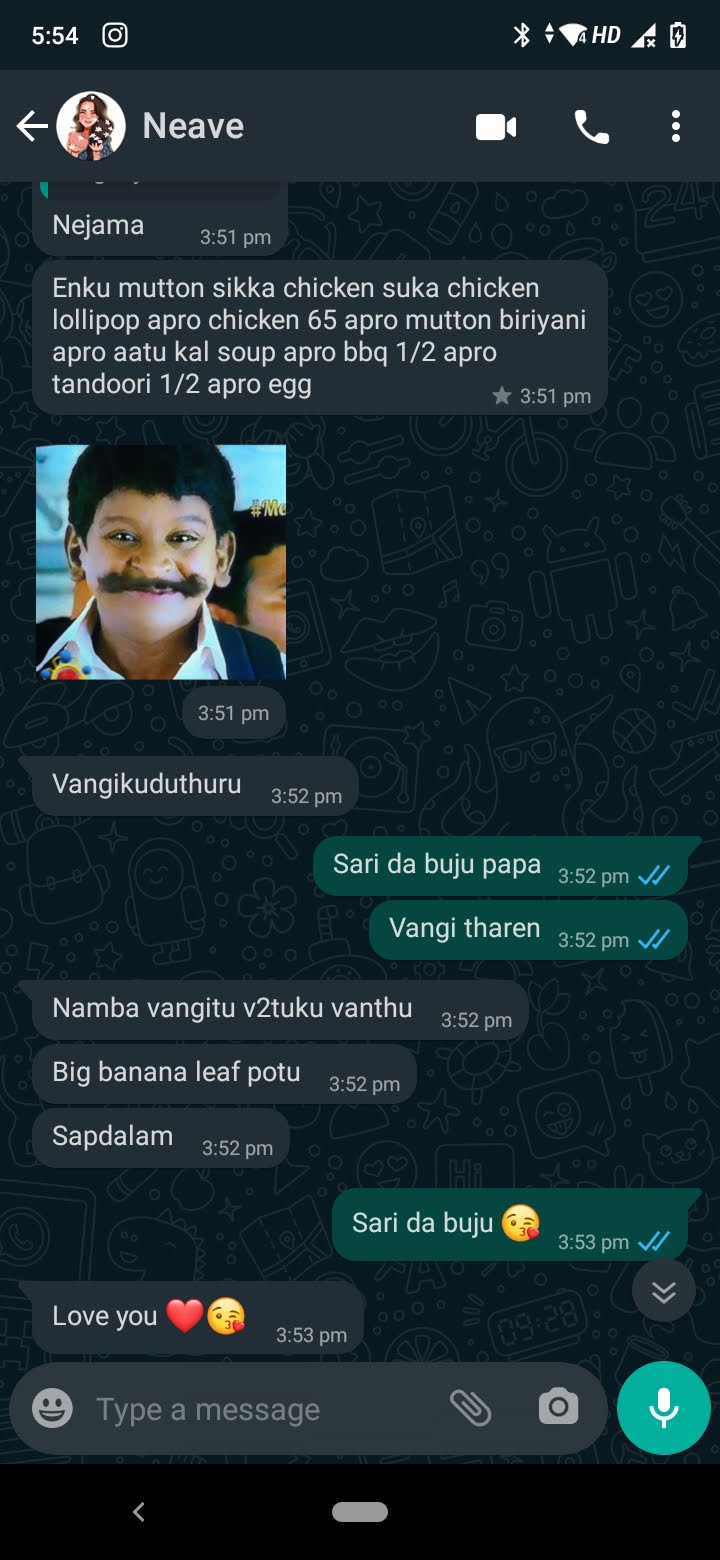 5:54
4 HD
Neave
Nejama
3:51 pm
Enku mutton sikka chicken suka chicken
lollipop apro chicken 65 apro mutton biriyani
apro aatu kal soup apro bbq 1/2 apro
tandoori 1/2 apro egg
3:51 pm
3:51 pm
Vangikuduthuru
3:52 pm
Sari da buju papa
3:52 pm
Vangi tharen
3:52 pm
Namba vangitu v2tuku vanthu
3:52 pm
Big banana leaf potu
3:52 pm
Sapdalam
3:52 pm
Sari da buju 😘
3:53 pm
Love you ❤️😘
3:53 pm
Type a message